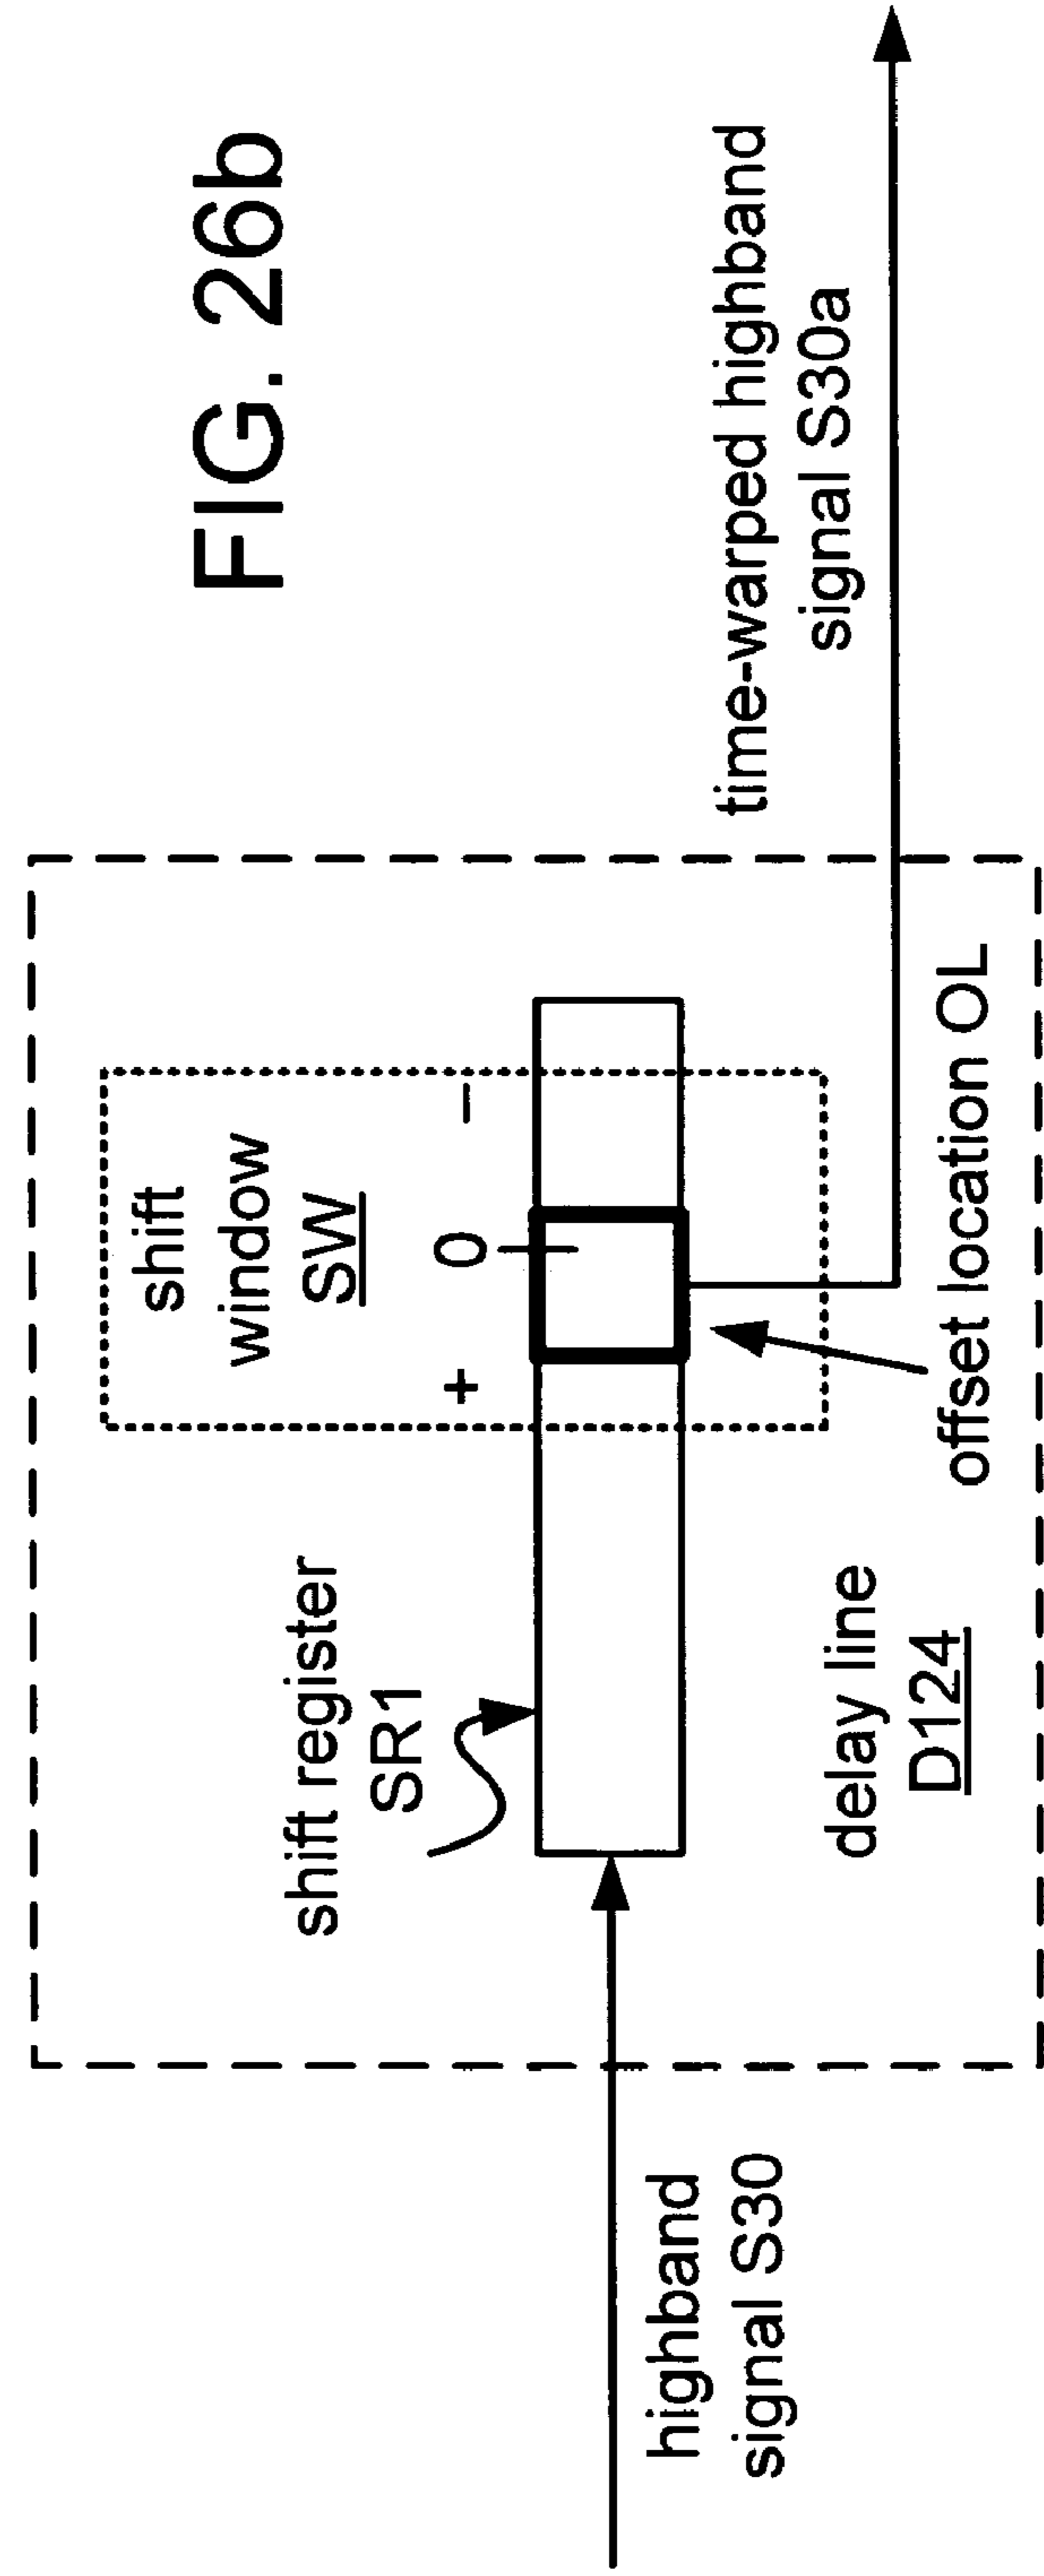 FIG. 26b
shift
window
SW
+ 0 –
shift register
SR1
highband
signal S30
time-warped highband
signal S30a
delay line
D124
offset location OL